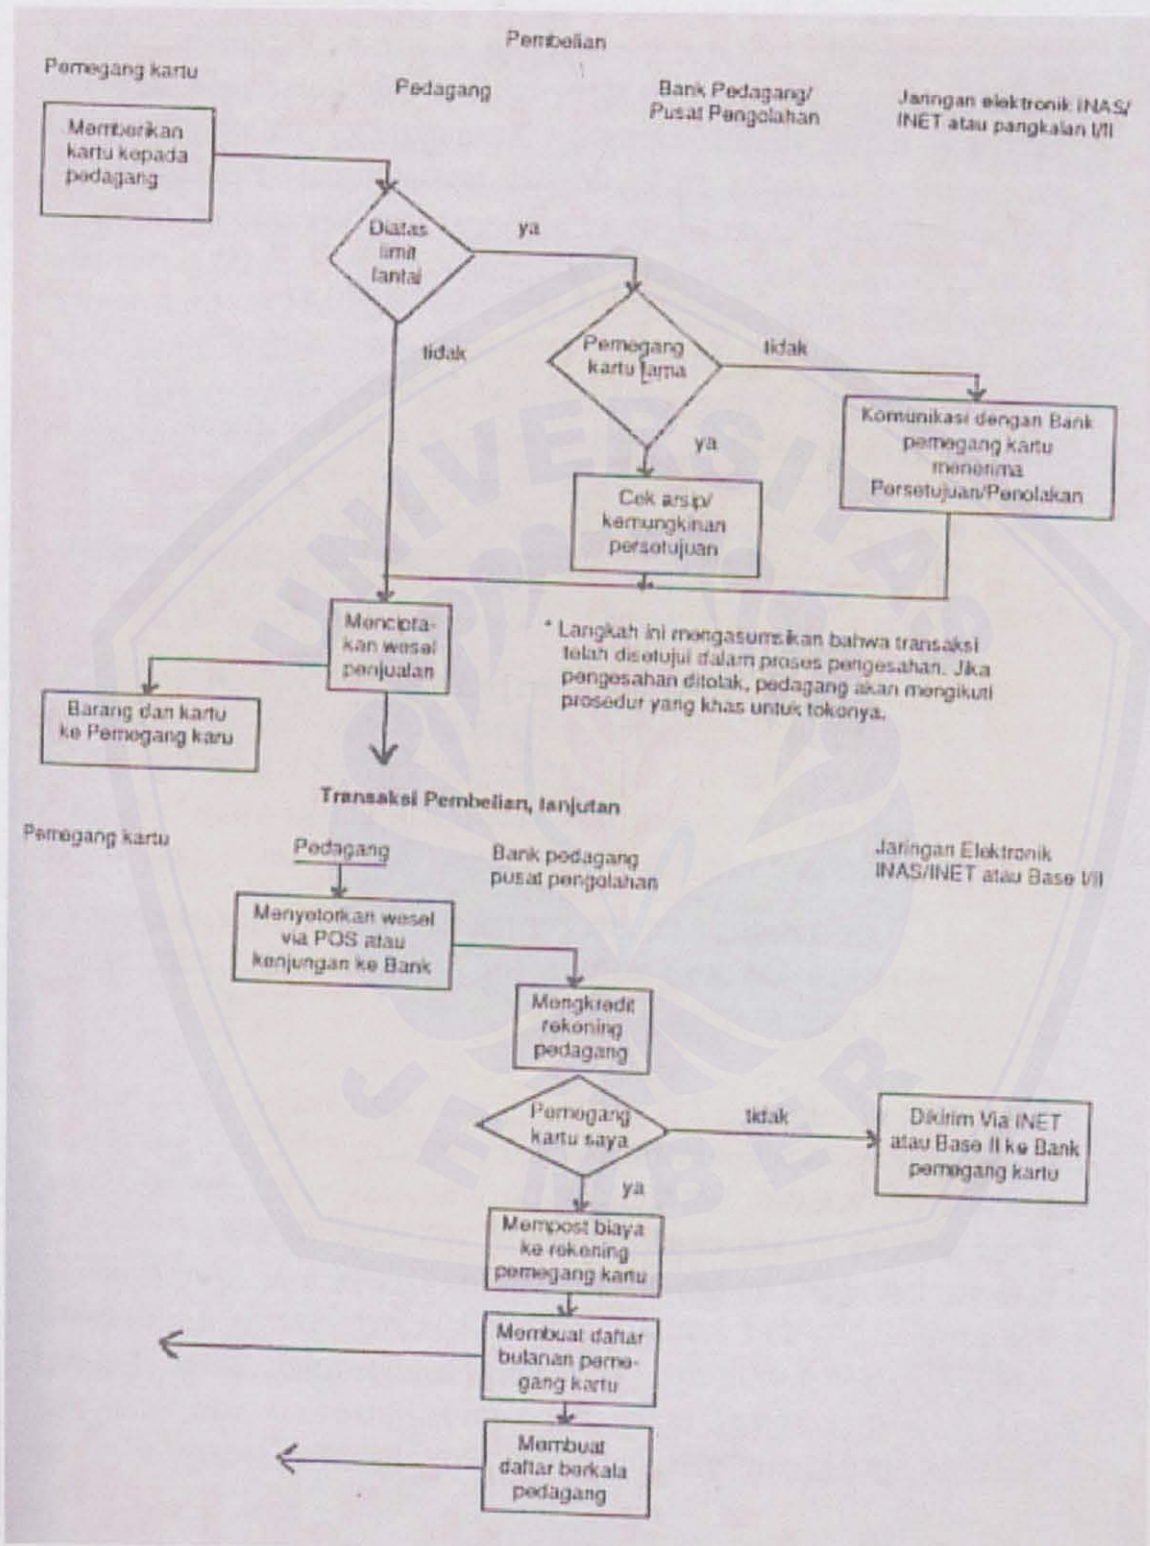 Pembelian
Pemegang kartu
Pedagang
Bank Pedagang/
Pusat Pengolahan
Jaringan elektronik INAS/
INET atau pangkalan I/II
Memberikan
kartu kepada
pedagang
Diatas
limit
lantai
ya
tidak
Pemegang
kartu lama
tidak
ya
Komunikasi dengan Bank
pemegang kartu
menerima
Persetujuan/Penolakan
Cek arsip/
kemungkinan
persetujuan
Mencipta-
kan wesel
penjualan
* Langkah ini mengasumsikan bahwa transaksi
telah disetujui dalam proses pengesahan. Jika
pengesahan ditolak, pedagang akan mengikuti
prosedur yang khas untuk tokonya.
Barang dan kartu
ke Pemegang karu
Transaksi Pembelian, lanjutan
Pemegang kartu
Pedagang
Bank pedagang
pusat pengolahan
Jaringan Elektronik
INAS/INET atau Base I/II
Menyetorkan wesel
via POS atau
kenjungan ke Bank
Mengkredit
rekening
pedagang
Pemegang
kartu saya
tidak
Dikirim Via INET
atau Base II ke Bank
pemegang kartu
ya
Mempost biaya
ke rekening
pemegang kartu
Membuat daftar
bulanan peme-
gang kartu
Membuat
daftar berkala
pedagang
UNIVERSITAS
JEMBER